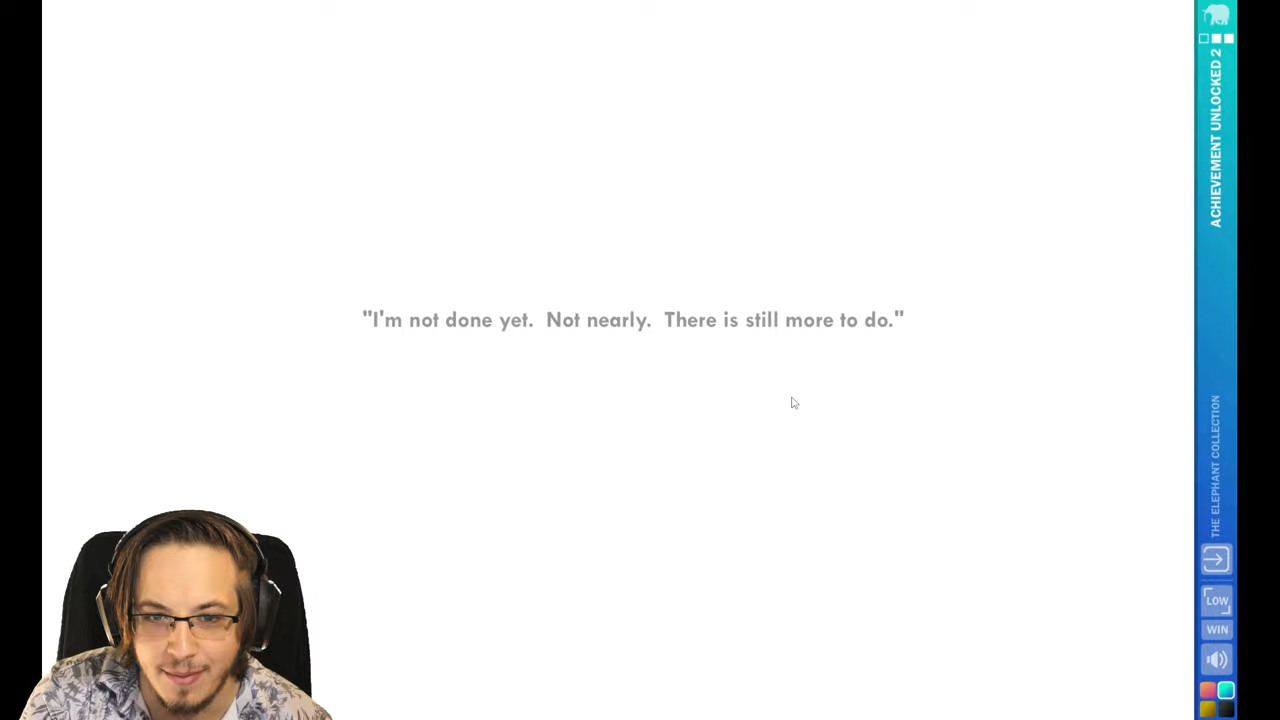 "I'm not done yet.  Not nearly.  There is still more to do."
ACHIEVEMENT UNLOCKED 2
THE ELEPHANT COLLECTION
LOW
WIN